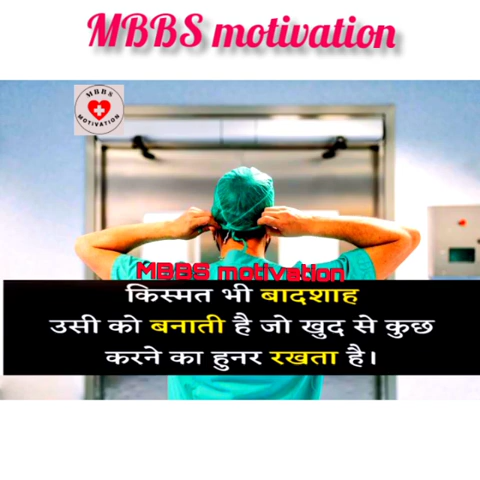 MBBS motivation
MBBS
MOTIVATION
MBBS motivation
किस्मत भी बादशाह
उसी को बनाती है जो खुद से कुछ
करने का हुनर रखता है।